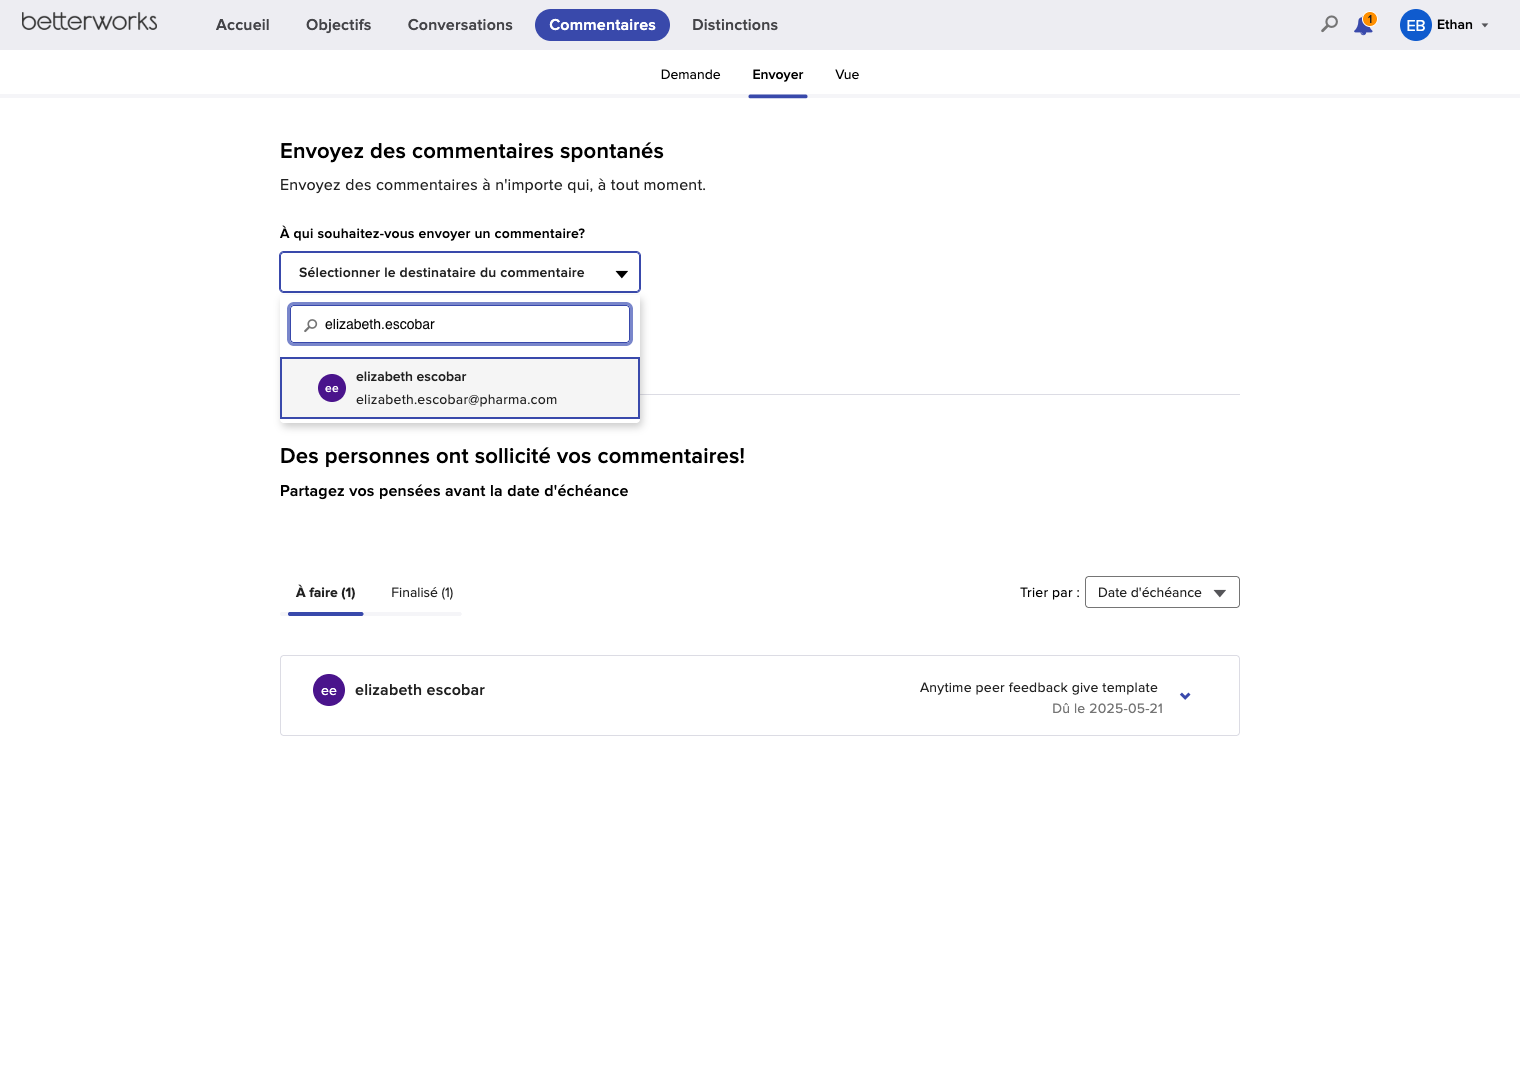 betterworks
Accueil
Objectifs
Conversations
Commentaires
Distinctions
1
EB
Ethan
Demande
Envoyer
Vue
Envoyez des commentaires spontanés
Envoyez des commentaires à n'importe qui, à tout moment.
À qui souhaitez-vous envoyer un commentaire?
Sélectionner le destinataire du commentaire
elizabeth.escobar
ee
elizabeth escobar
elizabeth.escobar@pharma.com
Des personnes ont sollicité vos commentaires!
Partagez vos pensées avant la date d'échéance
À faire (1)
Finalisé (1)
Trier par :
Date d'échéance
ee
elizabeth escobar
Anytime peer feedback give template
Dû le 2025-05-21